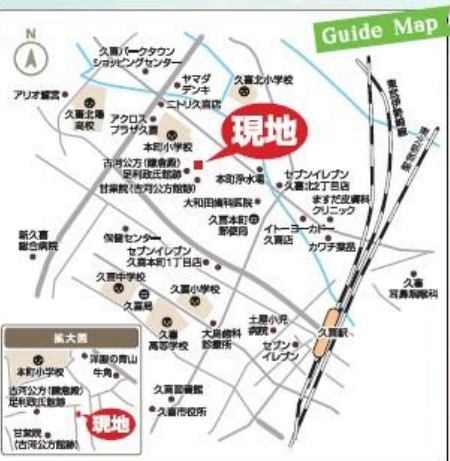 Guide Map
N
久喜パークタウン
ショッピングセンター
ヤマダ
デンキ
久喜北小学校
アリオ鷲宮
久喜北陽
高校
ニトリ久喜店
アクロス
プラザ久喜
現地
本町小学校
古河公方(鎌倉殿)
足利政氏館跡
甘棠院(古河公方館跡)
本町浄水場
セブンイレブン
久喜北2丁目店
大和田歯科医院
ますだ皮膚科
クリニック
久喜本町
郵便局
イトーヨーカドー
久喜店
カワチ薬品
新久喜
総合病院
保健センター
セブンイレブン
久喜本町1丁目店
久喜中学校
久喜小学校
久喜局
久喜
高等学校
大島歯科
診療所
土屋小児
病院
セブン
イレブン
久喜駅
久喜
耳鼻咽喉科
久喜図書館
久喜市役所
拡大図
本町小学校
洋服の青山
牛角
古河公方(鎌倉殿)
足利政氏館跡
現地
甘棠院
(古河公方館跡)